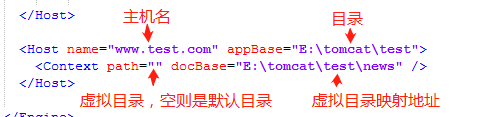 </Host>
主机名 目录
<Host name="www.test.com" appBase="E:\tomcat\test">
<Context path="" docBase="E:\tomcat\test\news" />
</Host>
虚拟目录，空则是默认目录 虚拟目录映射地址
</Engine>